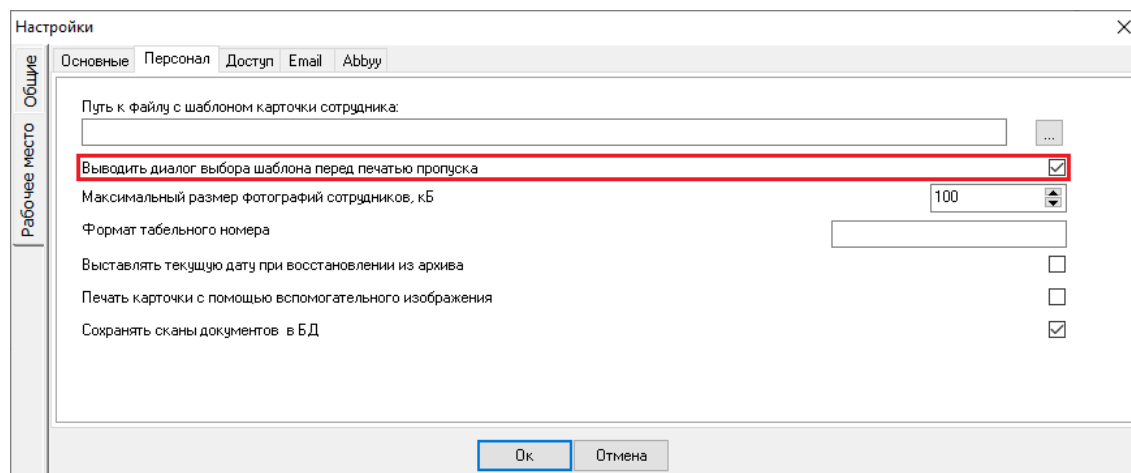 Настройки
Общие
Рабочее место
Основные Персонал Доступ Email Abbyy
Путь к файлу с шаблоном карточки сотрудника:
...
Выводить диалог выбора шаблона перед печатью пропуска
Максимальный размер фотографий сотрудников, кБ 100
Формат табельного номера
Выставлять текущую дату при восстановлении из архива
Печать карточки с помощью вспомогательного изображения
Сохранять сканы документов в БД
Ок Отмена